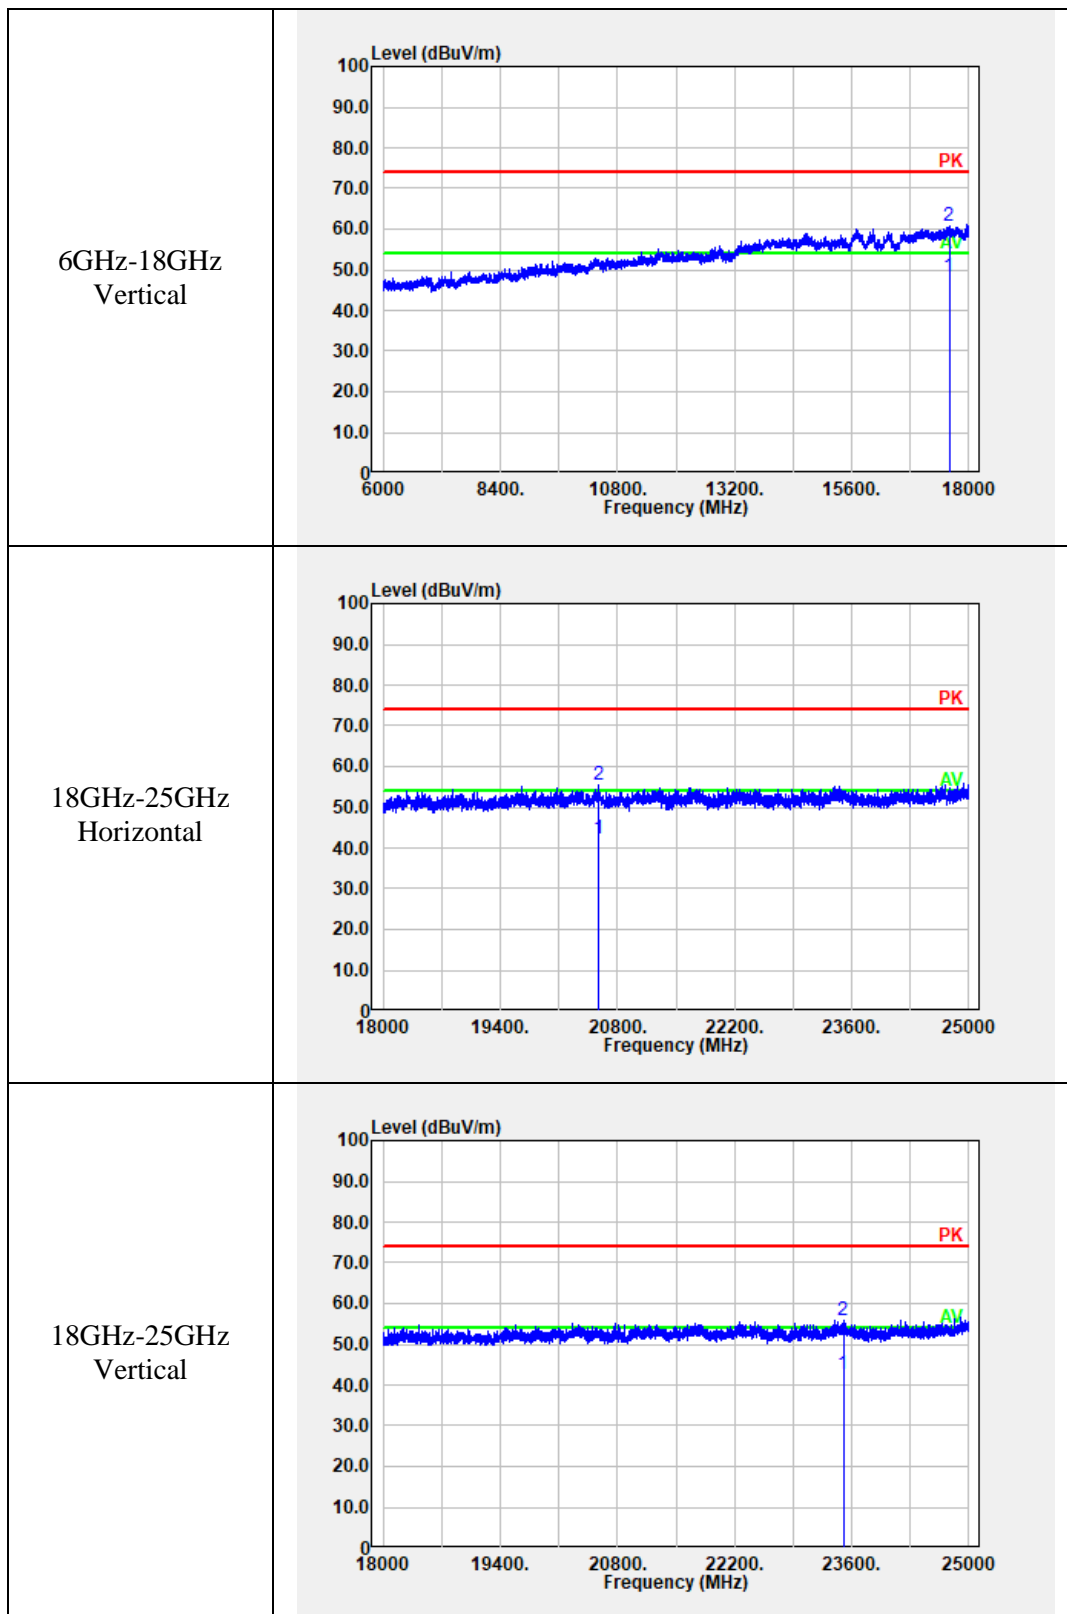 6GHz-18GHz
Vertical
Level (dBuV/m)
100
90.0
80.0
PK
70.0
60.0
2
AV
50.0
1
40.0
30.0
20.0
10.0
0
6000 8400. 10800. 13200. 15600. 18000
Frequency (MHz)
18GHz-25GHz
Horizontal
Level (dBuV/m)
100
90.0
80.0
PK
70.0
60.0
2
AV
50.0
1
40.0
30.0
20.0
10.0
0
18000 19400. 20800. 22200. 23600. 25000
Frequency (MHz)
18GHz-25GHz
Vertical
Level (dBuV/m)
100
90.0
80.0
PK
70.0
60.0
2
AV
50.0
1
40.0
30.0
20.0
10.0
0
18000 19400. 20800. 22200. 23600. 25000
Frequency (MHz)